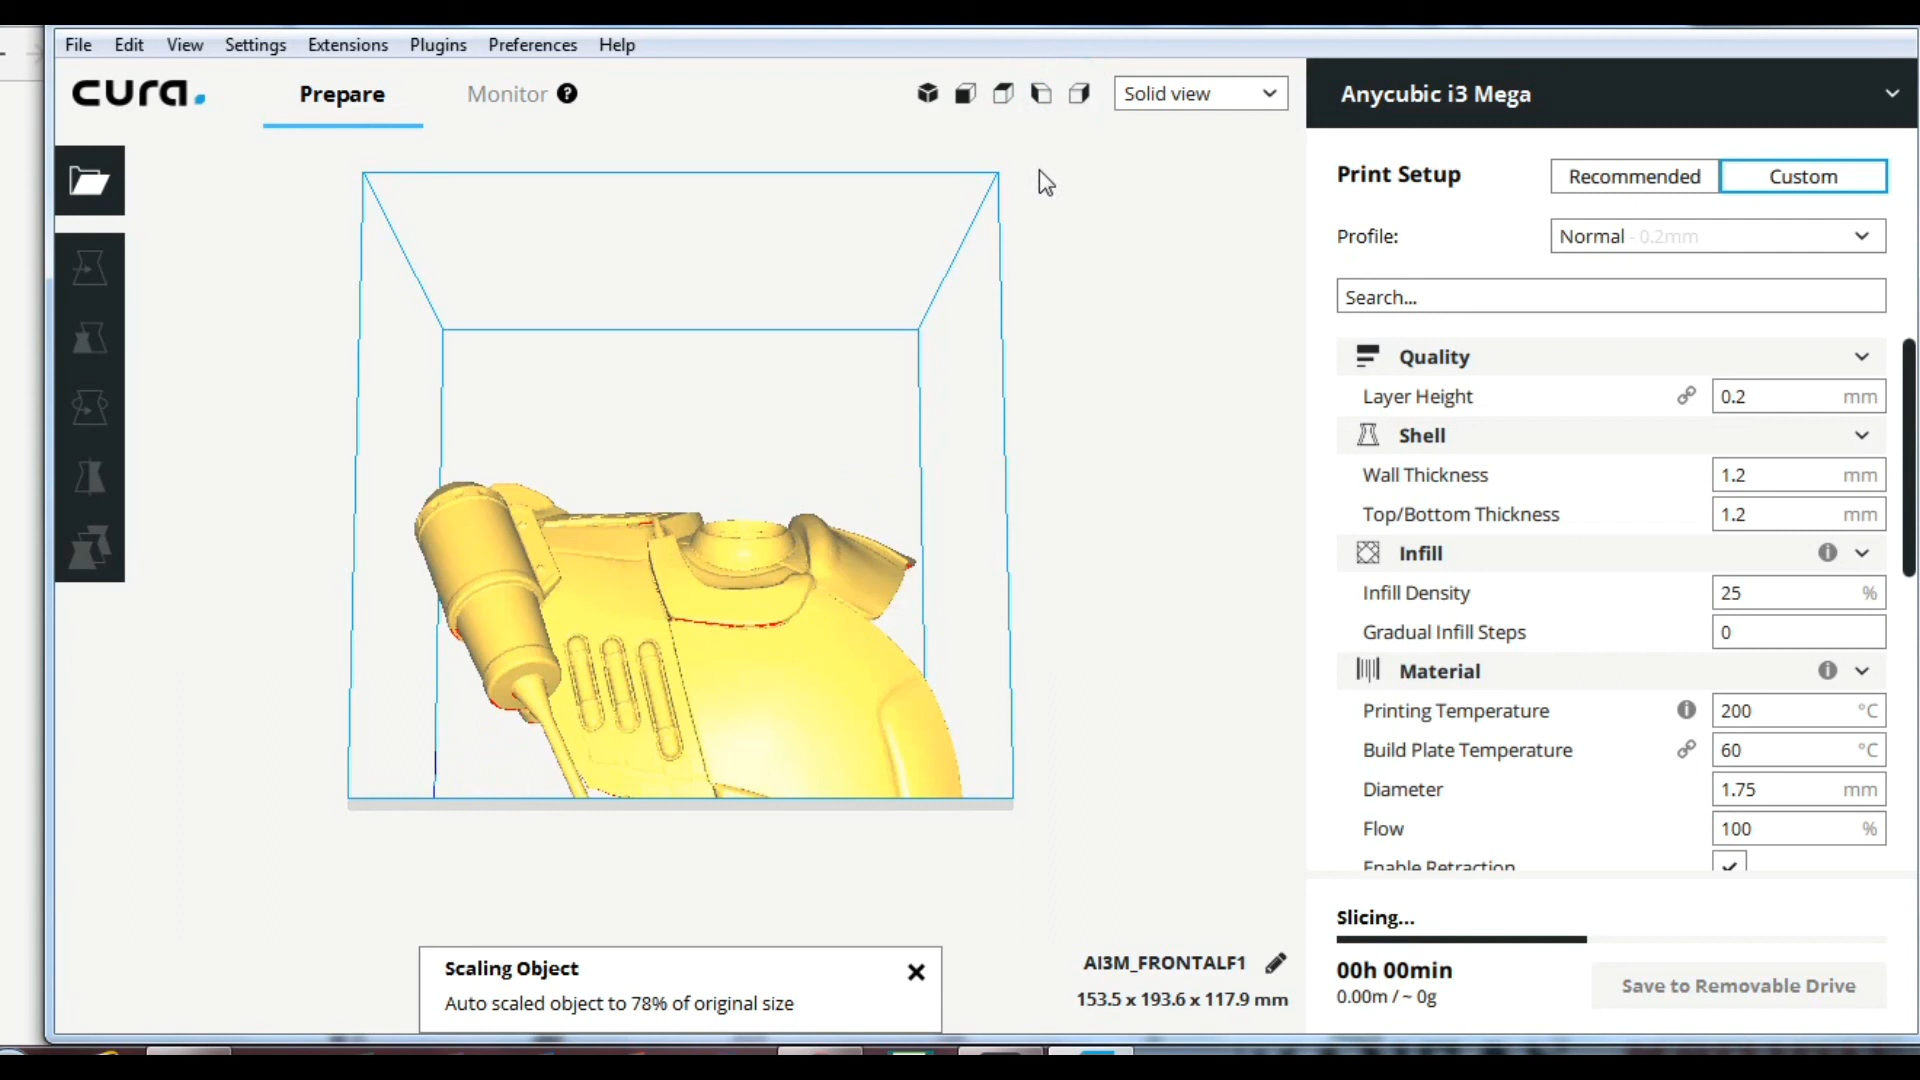 File Edit View Settings Extensions Plugins Preferences Help
cura.
Prepare
Monitor ?
Solid view
Anycubic i3 Mega
Print Setup
Recommended
Custom
Profile:
Normal - 0.2mm
Search...
Quality
Layer Height 0.2 mm
Shell
Wall Thickness 1.2 mm
Top/Bottom Thickness 1.2 mm
Infill
Infill Density 25 %
Gradual Infill Steps 0
Material
Printing Temperature 200 °C
Build Plate Temperature 60 °C
Diameter 1.75 mm
Flow 100 %
Enable Retraction
Slicing...
00h 00min
0.00m / ~ 0g
Save to Removable Drive
AI3M_FRONTALF1
153.5 x 193.6 x 117.9 mm
Scaling Object
Auto scaled object to 78% of original size